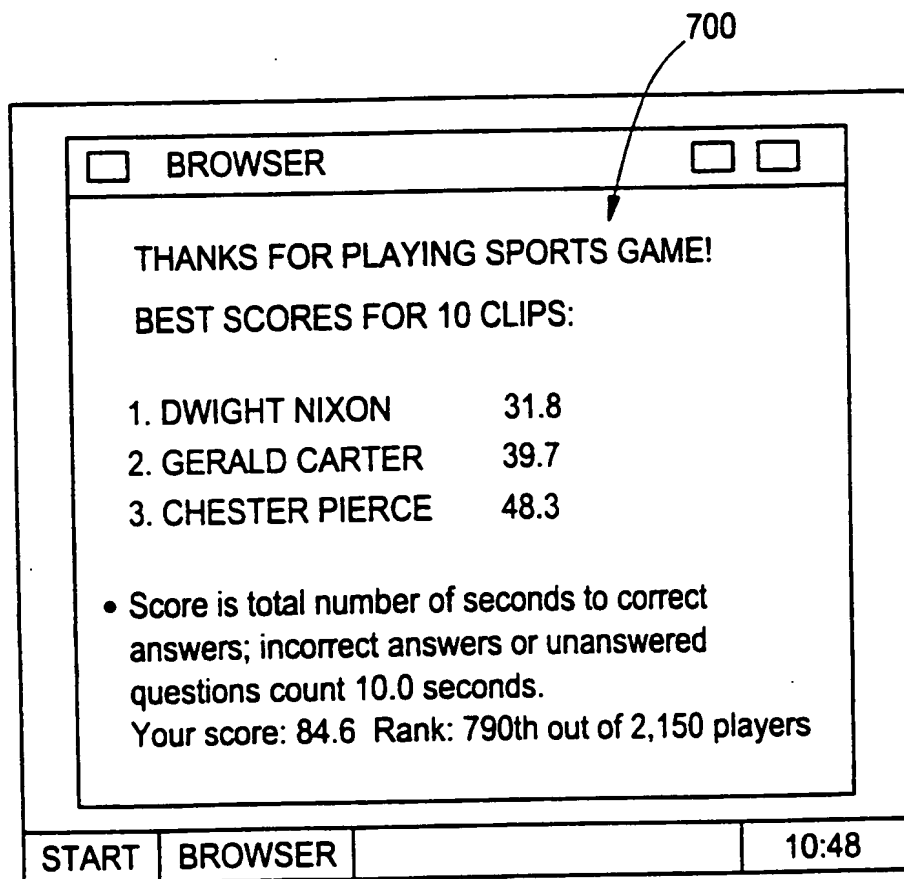 700
BROWSER
THANKS FOR PLAYING SPORTS GAME!
BEST SCORES FOR 10 CLIPS:
1. DWIGHT NIXON 31.8
2. GERALD CARTER 39.7
3. CHESTER PIERCE 48.3
• Score is total number of seconds to correct
answers; incorrect answers or unanswered
questions count 10.0 seconds.
Your score: 84.6 Rank: 790th out of 2,150 players
START BROWSER 10:48